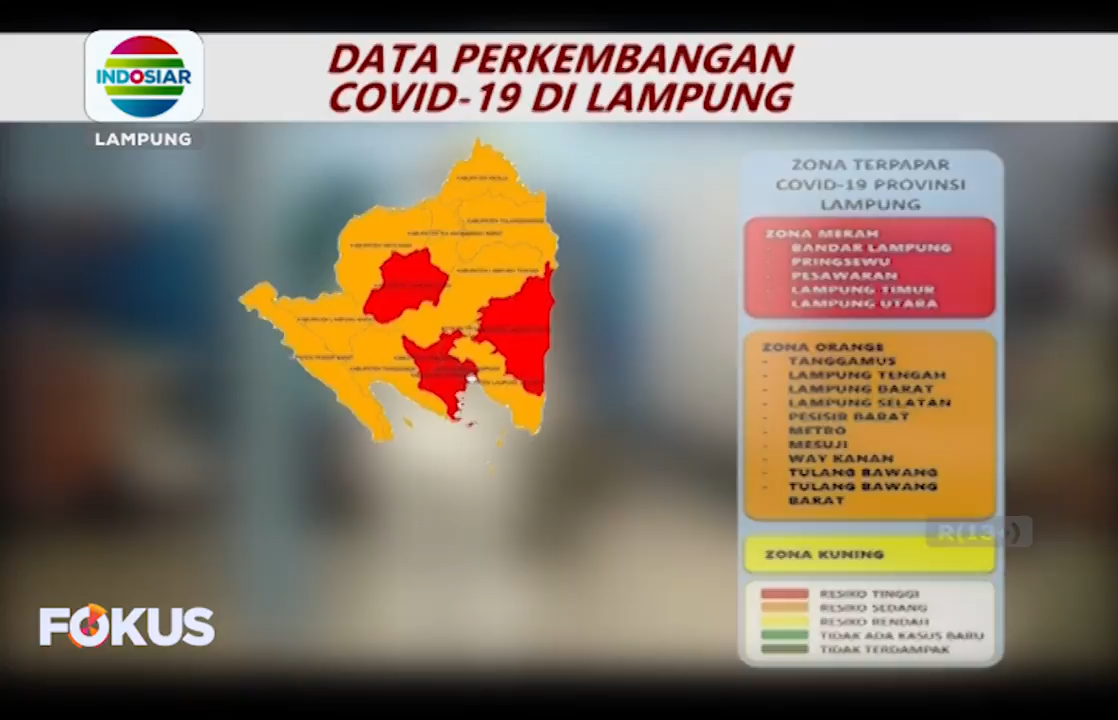 DATA PERKEMBANGAN
COVID-19 DI LAMPUNG
INDOSIAR
LAMPUNG
ZONA TERPAPAR
COVID-19 PROVINSI
LAMPUNG
ZONA MERAH
- BANDAR LAMPUNG
- PRINGSEWU
- PESAWARAN
- LAMPUNG TIMUR
- LAMPUNG UTARA
ZONA ORANGE
- TANGGAMUS
- LAMPUNG TENGAH
- LAMPUNG BARAT
- LAMPUNG SELATAN
- PESISIR BARAT
- METRO
- MESUJI
- WAY KANAN
- TULANG BAWANG
- TULANG BAWANG
BARAT
R(13+)
ZONA KUNING
RESIKO TINGGI
RESIKO SEDANG
RESIKO RENDAH
TIDAK ADA KASUS BARU
TIDAK TERDAMPAK
FOKUS